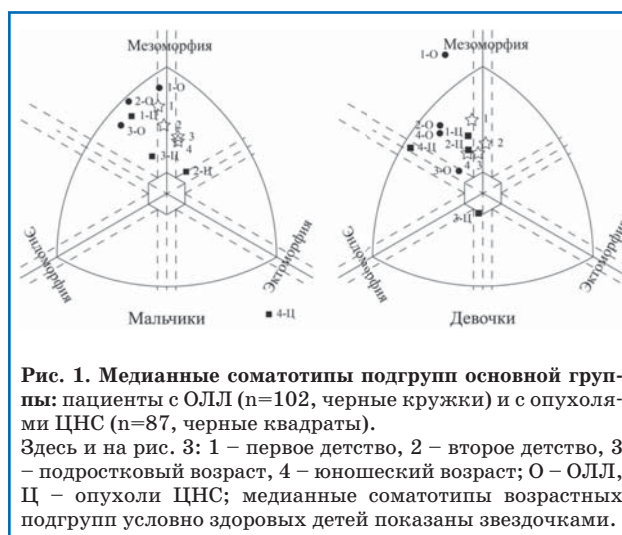 Мезоморфия
Мезоморфия
1-О
1-О
2-О
1
1-Ц
3-О
2
3
4
3-Ц
2-Ц
1
2-О
4-О
1-Ц
2-Ц
2
4-Ц
4
3
3-О
3-Ц
Эндоморфия
Эктоморфия
Эндоморфия
Эктоморфия
Мальчики
4-Ц
Девочки
Рис. 1. Медианные соматотипы подгрупп основной груп-
пы: пациенты с ОЛЛ (n=102, черные кружки) и с опухоля-
ми ЦНС (n=87, черные квадраты).
Здесь и на рис. 3: 1 – первое детство, 2 – второе детство, 3
– подростковый возраст, 4 – юношеский возраст; О – ОЛЛ,
Ц – опухоли ЦНС; медианные соматотипы возрастных
подгрупп условно здоровых детей показаны звездочками.